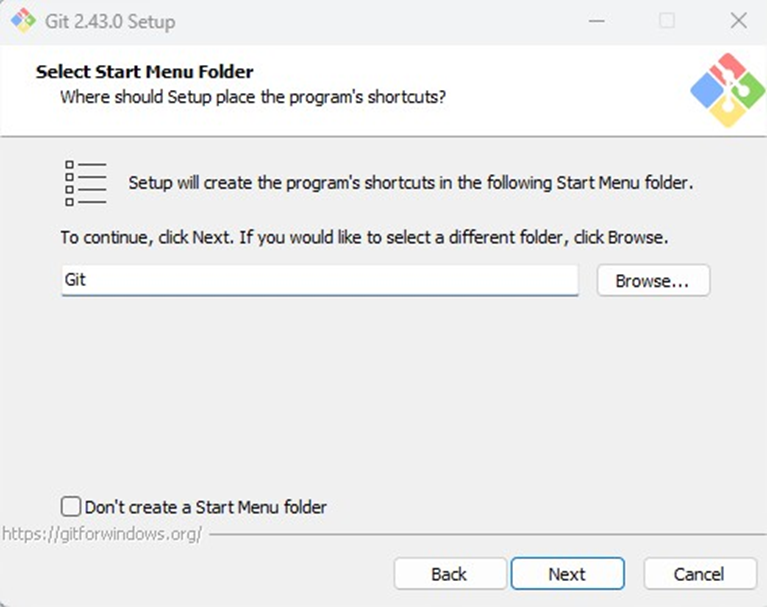 Git 2.43.0 Setup
Select Start Menu Folder
Where should Setup place the program's shortcuts?
Setup will create the program's shortcuts in the following Start Menu folder.
To continue, click Next. If you would like to select a different folder, click Browse.
Git
Browse...
Don't create a Start Menu folder
https://gitforwindows.org/
Back
Next
Cancel